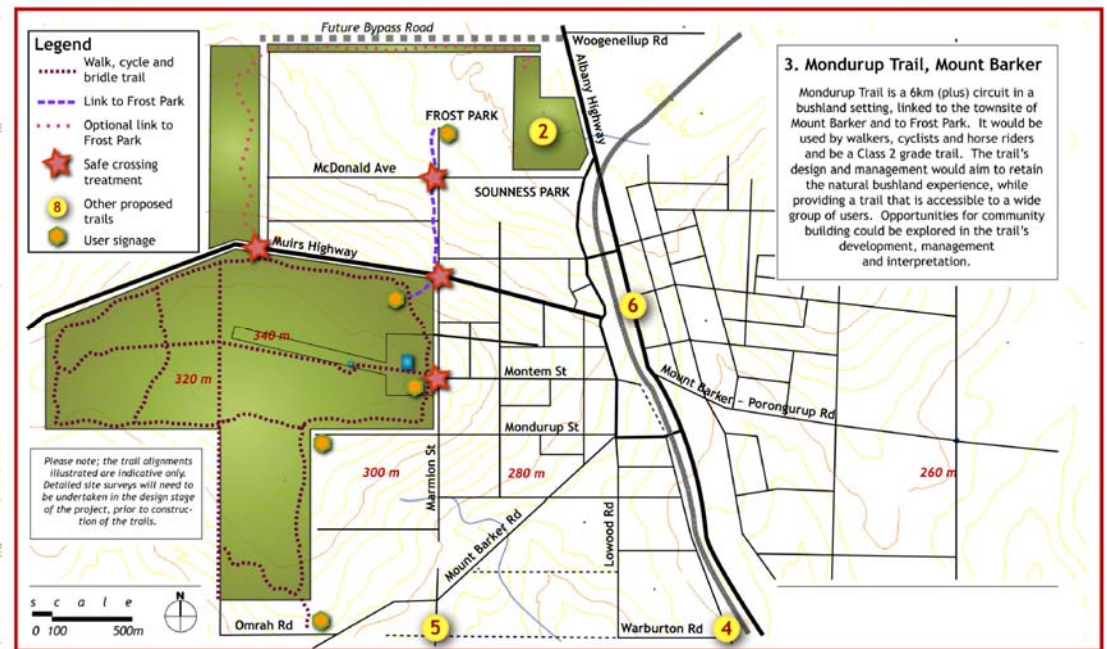 Future Bypass Road
Woogenellup Rd
Legend
Walk, cycle and
bridle trail
Link to Frost Park
Optional link to
Frost Park
Safe crossing
treatment
8
Other proposed
trails
User signage
Albany Highway
3. Mondurup Trail, Mount Barker
Mondurup Trail is a 6km (plus) circuit in a
bushland setting, linked to the townsite of
Mount Barker and to Frost Park. It would be
used by walkers, cyclists and horse riders
and be a Class 2 grade trail. The trail's
design and management would aim to retain
the natural bushland experience, while
providing a trail that is accessible to a wide
group of users. Opportunities for community
building could be explored in the trail's
development, management
and interpretation.
FROST PARK
2
McDonald Ave
SOUNNESS PARK
Muirs Highway
6
340 m
320 m
Montem St
Mount Barker - Porongurup Rd
Mondurup St
Please note; the trail alignments
illustrated are indicative only.
Detailed site surveys will need to
be undertaken in the design stage
of the project, prior to construc-
tion of the trails.
300 m
280 m
260 m
Marmion St
Mount Barker Rd
Lowood Rd
scale
0 100 500m
N
Omrah Rd
5
Warburton Rd
4